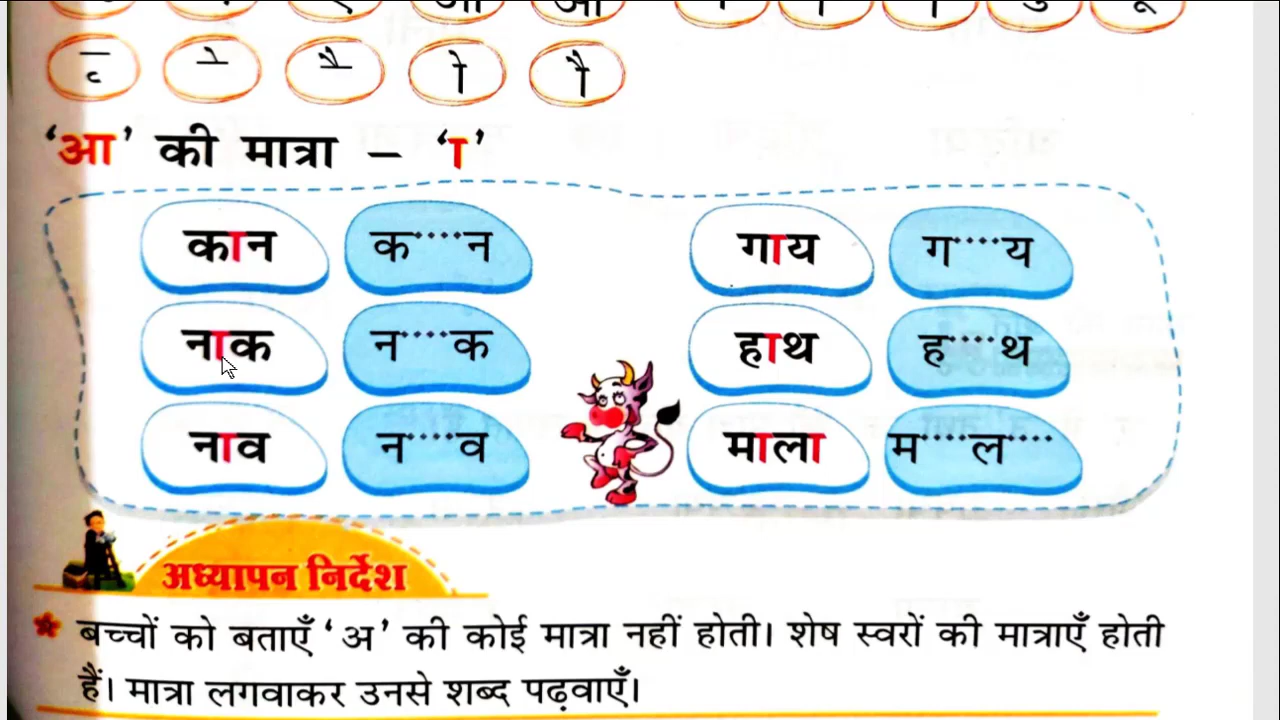 ृ े ै ो ौ
‘आ’ की मात्रा – ‘ा’
कान क....न गाय ग....य
नाक न....क हाथ ह....थ
नाव न....व माला म....ल....
अध्यापन निर्देश
बच्चों को बताएँ ‘अ’ की कोई मात्रा नहीं होती। शेष स्वरों की मात्राएँ होती
हैं। मात्रा लगवाकर उनसे शब्द पढ़वाएँ।